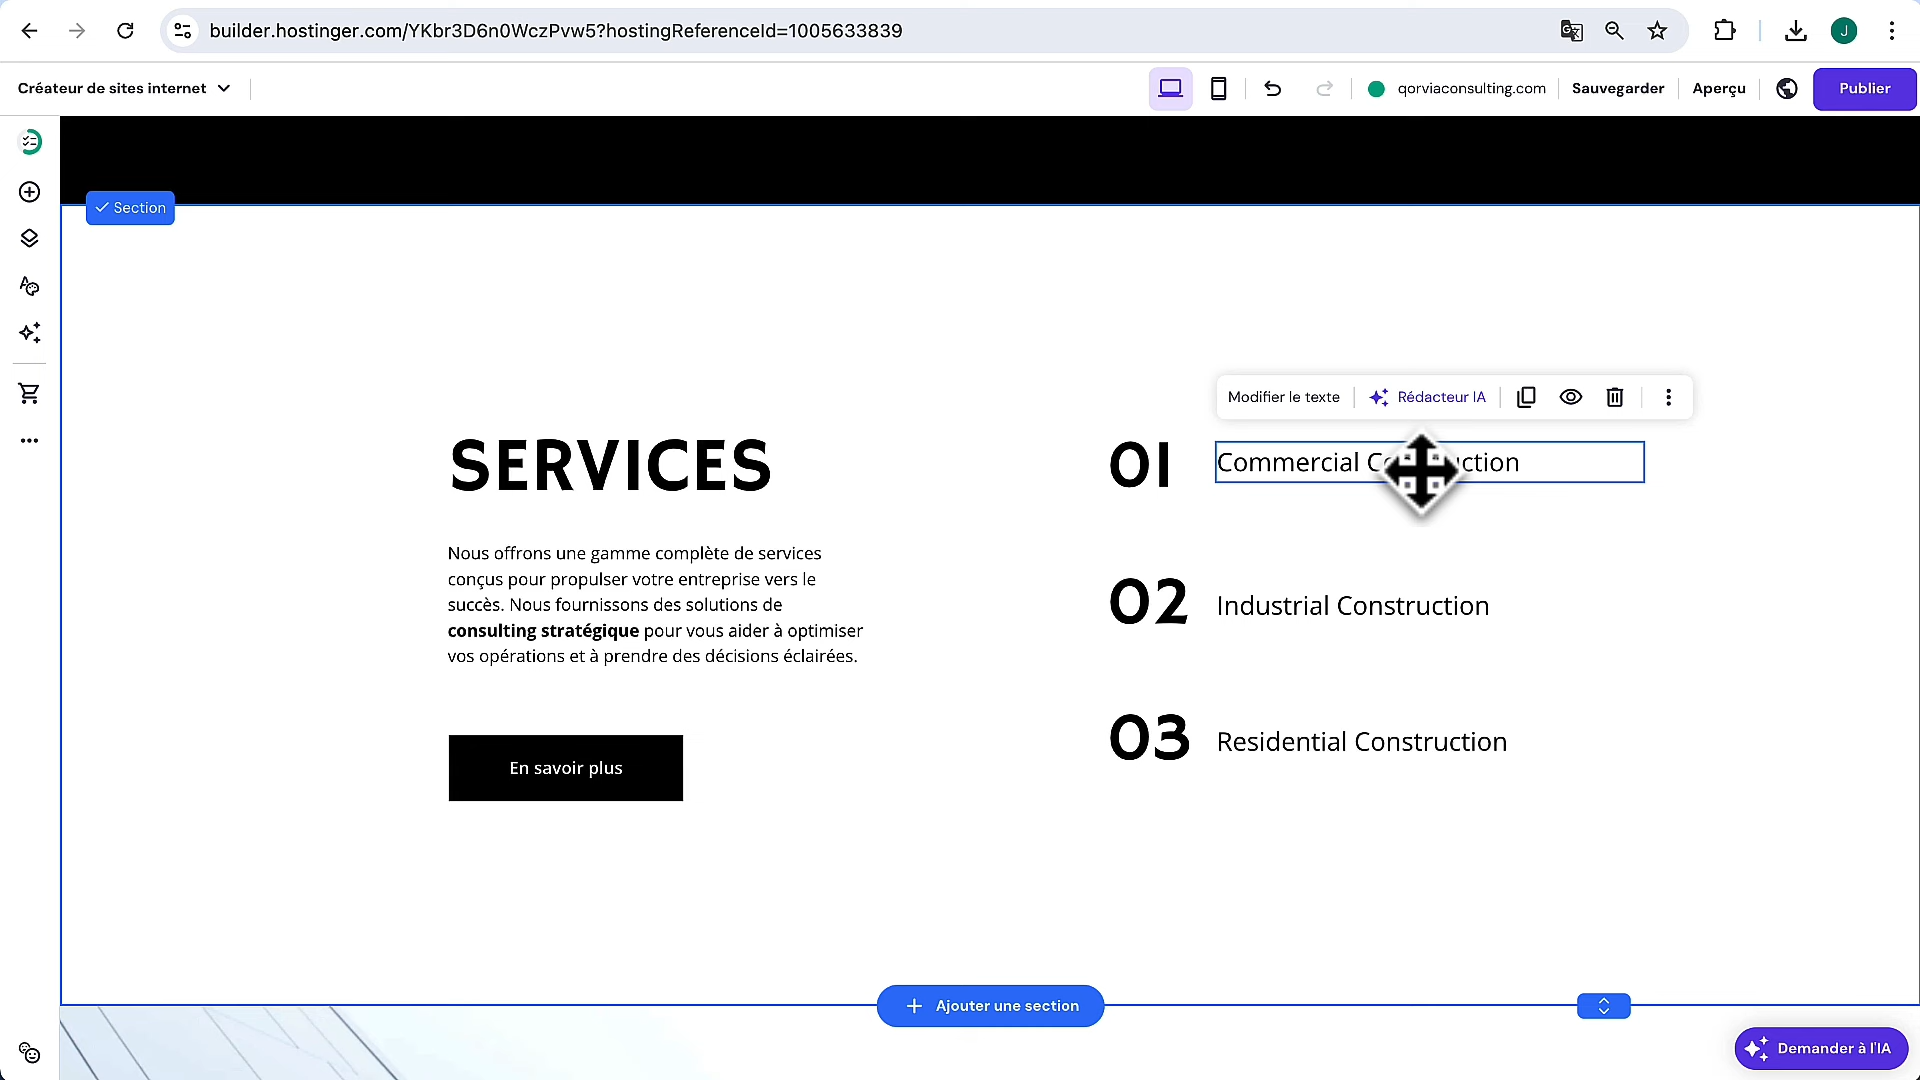 builder.hostinger.com/YKbr3D6n0WczPvw5?hostingReferenceId=1005633839
J
Créateur de sites internet
qorviaconsulting.com
Sauvegarder
Aperçu
Publier
Section
Modifier le texte
Rédacteur IA
SERVICES
01
Commercial
02
Industrial Construction
03
Residential Construction
Nous offrons une gamme complète de services
conçus pour propulser votre entreprise vers le
succès. Nous fournissons des solutions de
consulting stratégique pour vous aider à optimiser
vos opérations et à prendre des décisions éclairées.
En savoir plus
Ajouter une section
Demander à l'IA